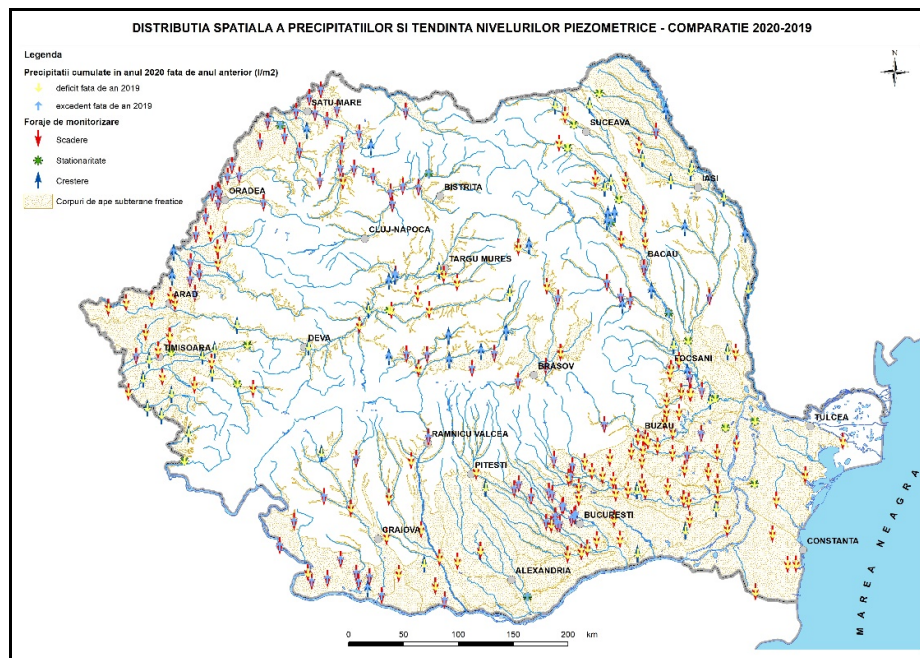 DISTRIBUTIA SPATIALA A PRECIPITATIILOR SI TENDINTA NIVELURILOR PIEZOMETRICE - COMPARATIE 2020-2019
Legenda
Precipitatii cumulate in anul 2020 fata de anul anterior (l/m2)
deficit fata de an 2019
excedent fata de an 2019
Foraje de monitorizare
Scadere
Stationaritate
Crestere
Corpuri de ape subterane freatice
N
SATU-MARE
SUCEAVA
IASI
ORADEA
BISTRITA
CLUJ-NAPOCA
TARGU MURES
BACAU
ARAD
DEVA
TIMISOARA
FOCSANI
BRASOV
TULCEA
BUZAU
RAMNICU VALCEA
PITESTI
BUCURESTI
CRAIOVA
CONSTANTA
ALEXANDRIA
MAREA NEAGRA
0 50 100 150 200 km